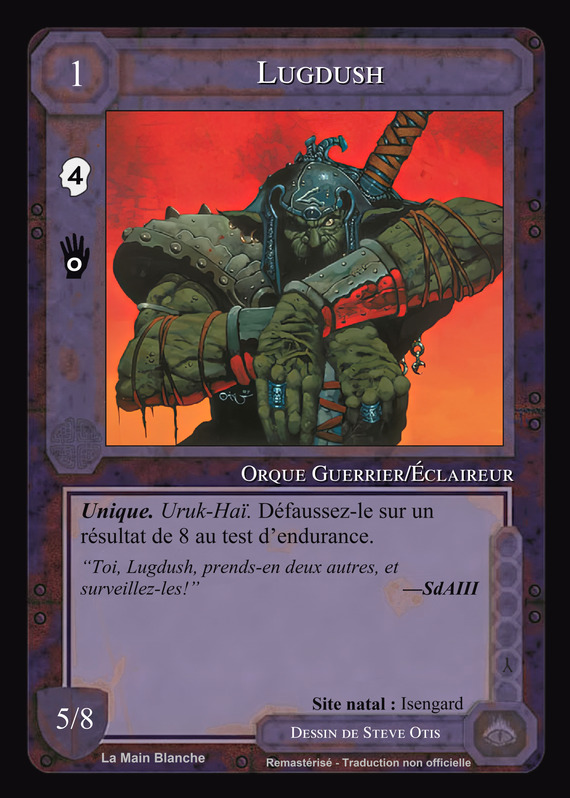 1
Lugdush
4
0
Orque Guerrier/Éclaireur
Unique. Uruk-Haï. Défaussez-le sur un
résultat de 8 au test d’endurance.
“Toi, Lugdush, prends-en deux autres, et
surveillez-les!” —SdAIII
Site natal : Isengard
5/8
Dessin de Steve Otis
La Main Blanche
Remastérisé - Traduction non officielle